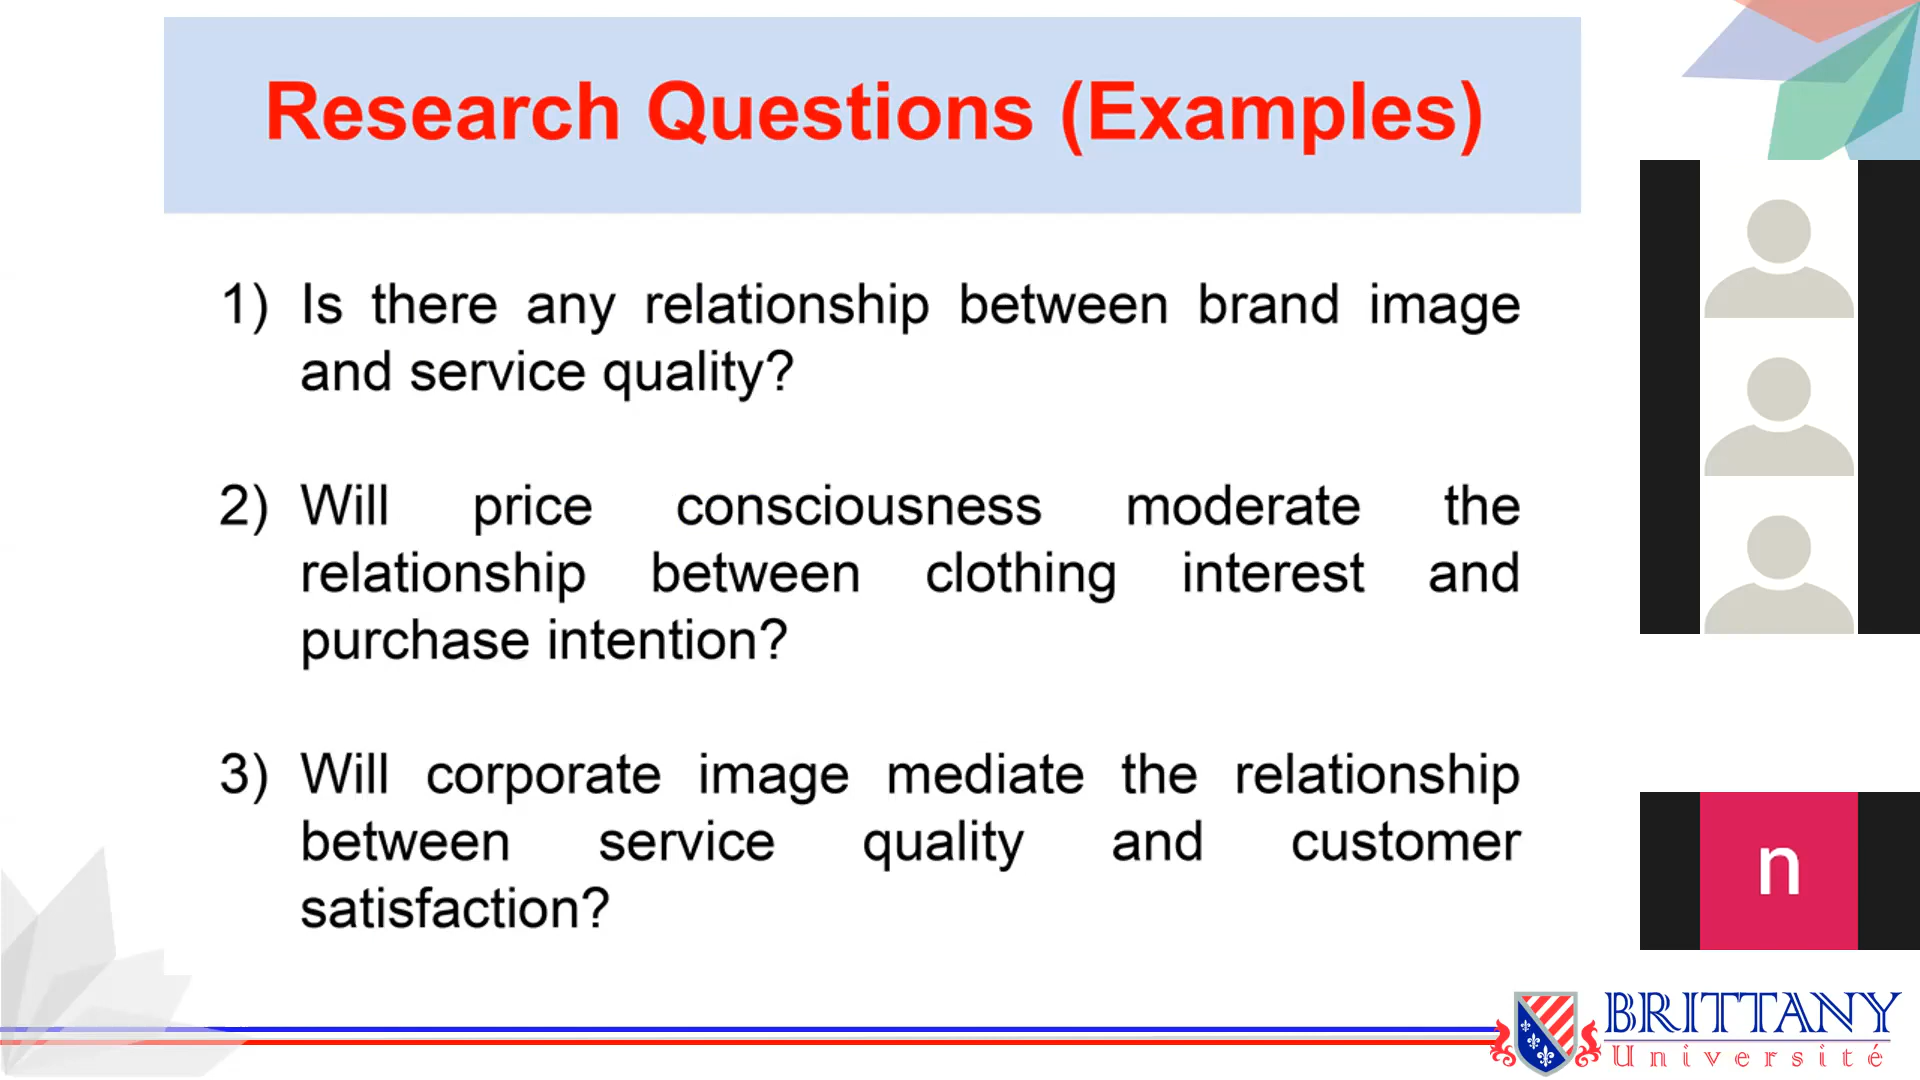 Research Questions (Examples)
1) Is there any relationship between brand image
and service quality?
2) Will price consciousness moderate the
relationship between clothing interest and
purchase intention?
3) Will corporate image mediate the relationship
between service quality and customer
satisfaction?
n
BRITTANY
Université